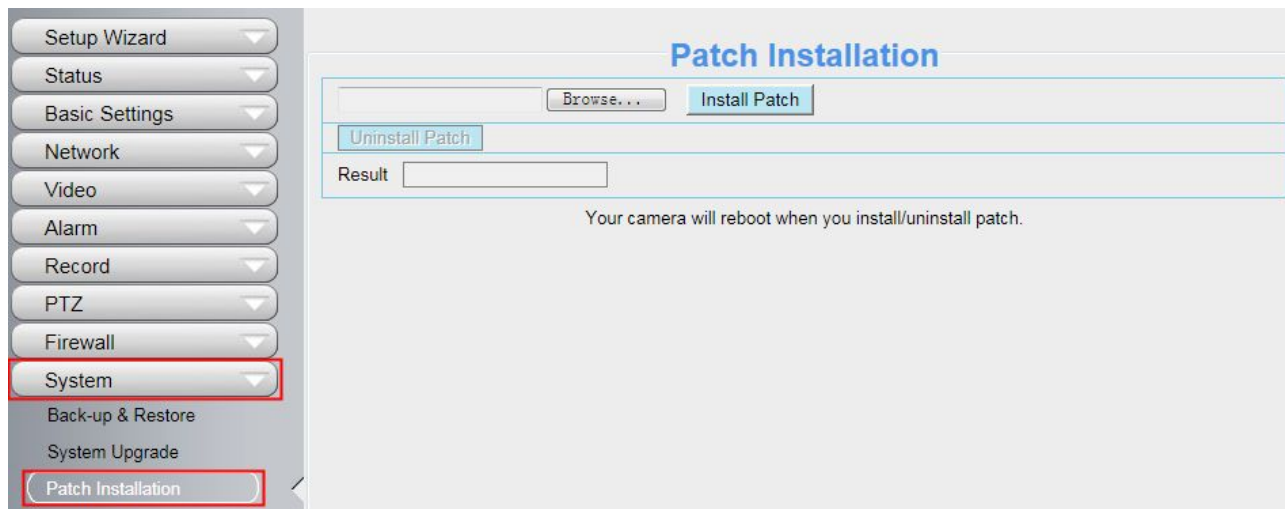 Setup Wizard
Status
Basic Settings
Network
Video
Alarm
Record
PTZ
Firewall
System
Back-up & Restore
System Upgrade
Patch Installation
Patch Installation
Browse... Install Patch
Uninstall Patch
Result
Your camera will reboot when you install/uninstall patch.